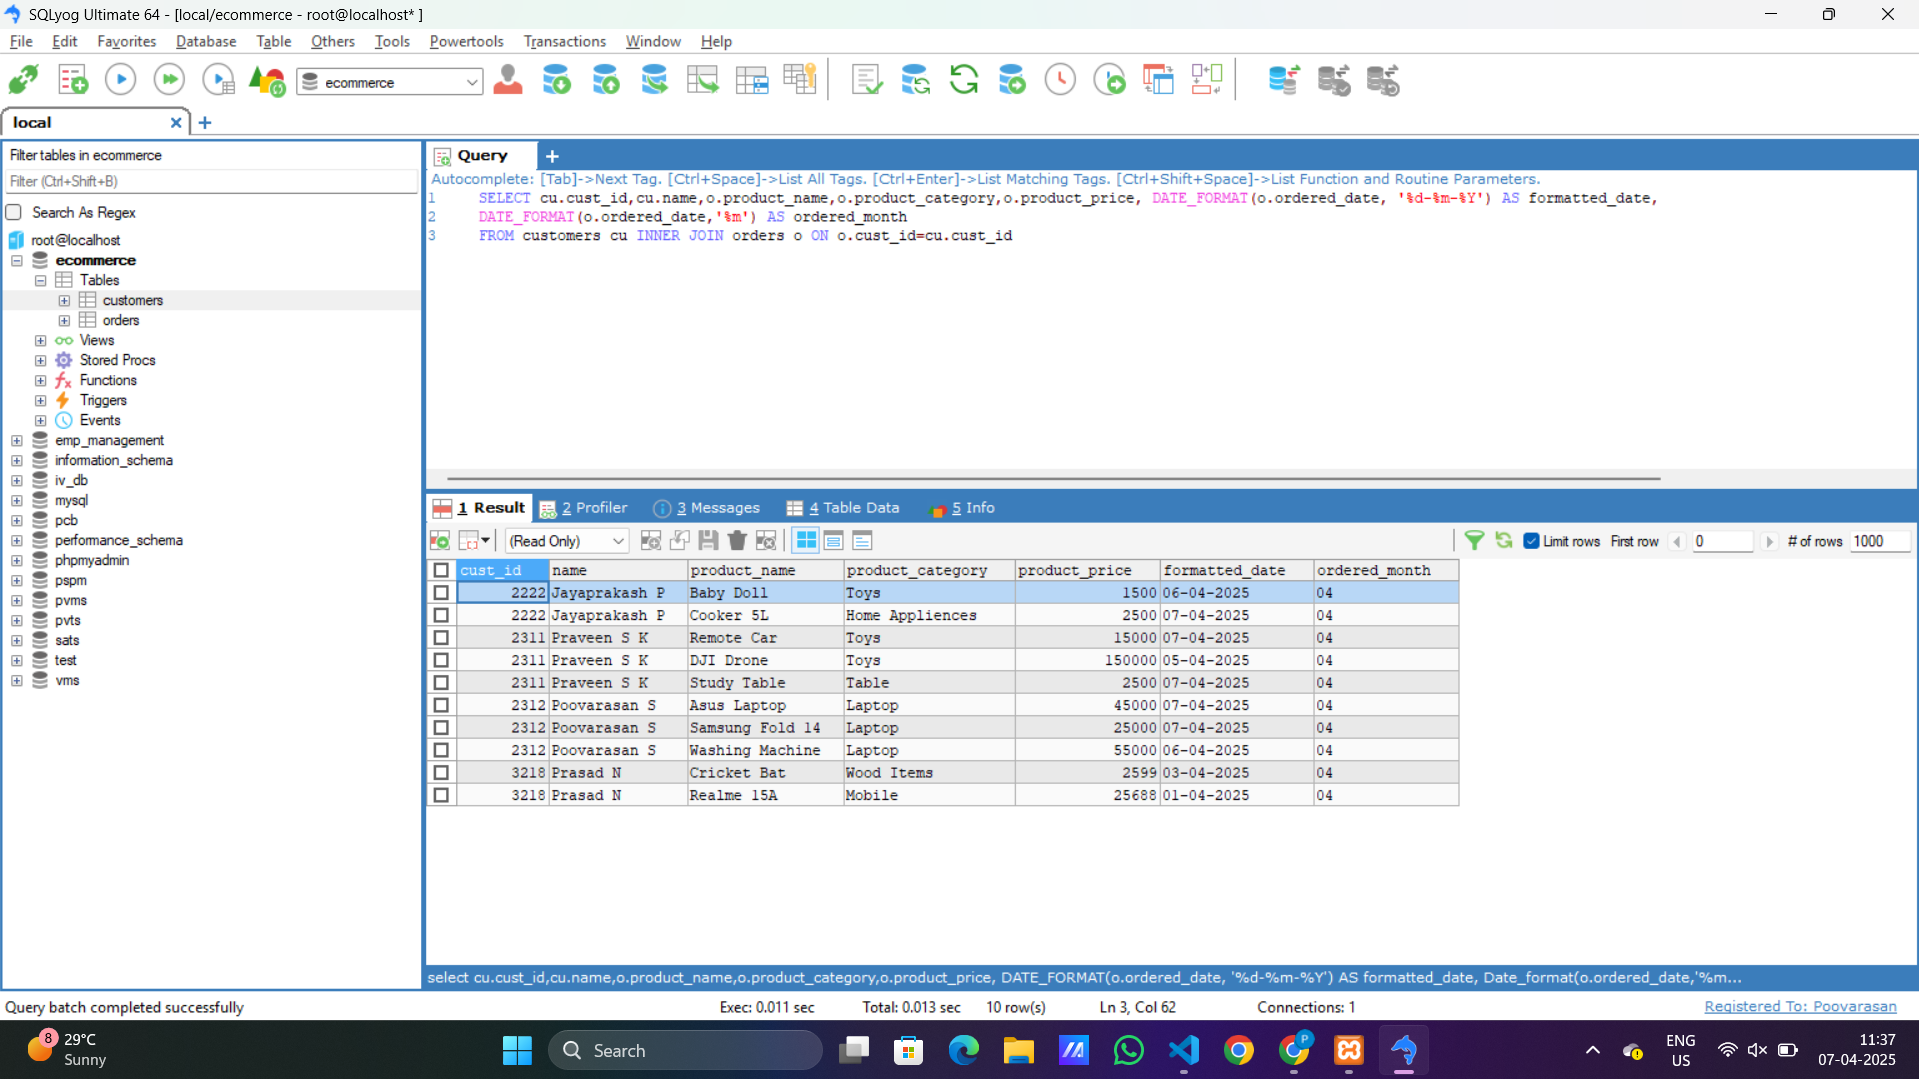 SQLyog Ultimate 64 - [local/ecommerce - root@localhost* ]
File Edit Favorites Database Table Others Tools Powertools Transactions Window Help
ecommerce
local
Filter tables in ecommerce
Filter (Ctrl+Shift+B)
Search As Regex
root@localhost
ecommerce
Tables
customers
orders
Views
Stored Procs
Functions
Triggers
Events
emp_management
information_schema
iv_db
mysql
pcb
performance_schema
phpmyadmin
pspm
pvms
pvts
sats
test
vms
Query
Autocomplete: [Tab]->Next Tag. [Ctrl+Space]->List All Tags. [Ctrl+Enter]->List Matching Tags. [Ctrl+Shift+Space]->List Function and Routine Parameters.
1 SELECT cu.cust_id,cu.name,o.product_name,o.product_category,o.product_price, DATE_FORMAT(o.ordered_date, '%d-%m-%Y') AS formatted_date,
2 DATE_FORMAT(o.ordered_date,'%m') AS ordered_month
3 FROM customers cu INNER JOIN orders o ON o.cust_id=cu.cust_id
1 Result 2 Profiler 3 Messages 4 Table Data 5 Info
(Read Only) Limit rows First row 0 # of rows 1000
cust_id name product_name product_category product_price formatted_date ordered_month
2222 Jayaprakash P Baby Doll Toys 1500 06-04-2025 04
2222 Jayaprakash P Cooker 5L Home Appliences 2500 07-04-2025 04
2311 Praveen S K Remote Car Toys 15000 07-04-2025 04
2311 Praveen S K DJI Drone Toys 150000 05-04-2025 04
2311 Praveen S K Study Table Table 2500 07-04-2025 04
2312 Poovarasan S Asus Laptop Laptop 45000 07-04-2025 04
2312 Poovarasan S Samsung Fold 14 Laptop 25000 07-04-2025 04
2312 Poovarasan S Washing Machine Laptop 55000 06-04-2025 04
3218 Prasad N Cricket Bat Wood Items 2599 03-04-2025 04
3218 Prasad N Realme 15A Mobile 25688 01-04-2025 04
select cu.cust_id,cu.name,o.product_name,o.product_category,o.product_price, DATE_FORMAT(o.ordered_date, '%d-%m-%Y') AS formatted_date, Date_format(o.ordered_date,'%m...
Query batch completed successfully Exec: 0.011 sec Total: 0.013 sec 10 row(s) Ln 3, Col 62 Connections: 1 Registered To: Poovarasan
8 29°C
Sunny
Search
P
ENG
US
11:37
07-04-2025